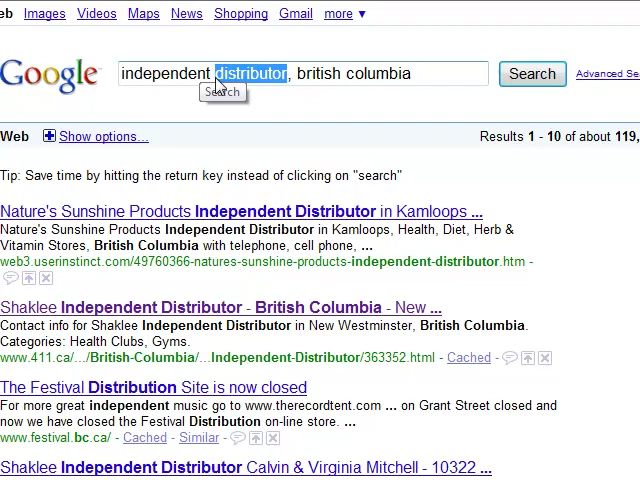 eb Images Videos Maps News Shopping Gmail more ▼
Google
independent distributor, british columbia
Search
Advanced Se
Search
Web Show options... Results 1 - 10 of about 119,
Tip: Save time by hitting the return key instead of clicking on "search"
Nature's Sunshine Products Independent Distributor in Kamloops ...
Nature's Sunshine Products Independent Distributor in Kamloops, Health, Diet, Herb &
Vitamin Stores, British Columbia with telephone, cell phone, ...
web3.userinstinct.com/49760366-natures-sunshine-products-independent-distributor.htm -
Shaklee Independent Distributor - British Columbia - New ...
Contact info for Shaklee Independent Distributor in New Westminster, British Columbia.
Categories: Health Clubs, Gyms.
www.411.ca/.../British-Columbia/...Independent-Distributor/363352.html - Cached -
The Festival Distribution Site is now closed
For more great independent music go to www.therecordtent.com ... on Grant Street closed and
now we have closed the Festival Distribution on-line store. ...
www.festival.bc.ca/ - Cached - Similar -
Shaklee Independent Distributor Calvin & Virginia Mitchell - 10322 ...